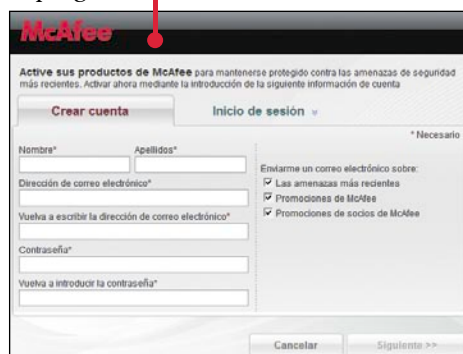 McAfee
Active sus productos de McAfee para mantenerse protegido contra las amenazas de seguridad
más recientes. Activar ahora mediante la introducción de la siguiente información de cuenta
Crear cuenta
Inicio de sesión
* Necesario
Nombre* Apellidos*
Dirección de correo electrónico*
Vuelva a escribir la dirección de correo electrónico*
Contraseña*
Vuelva a introducir la contraseña*
Enviarme un correo electrónico sobre:
Las amenazas más recientes
Promociones de McAfee
Promociones de socios de McAfee
Cancelar
Siguiente >>